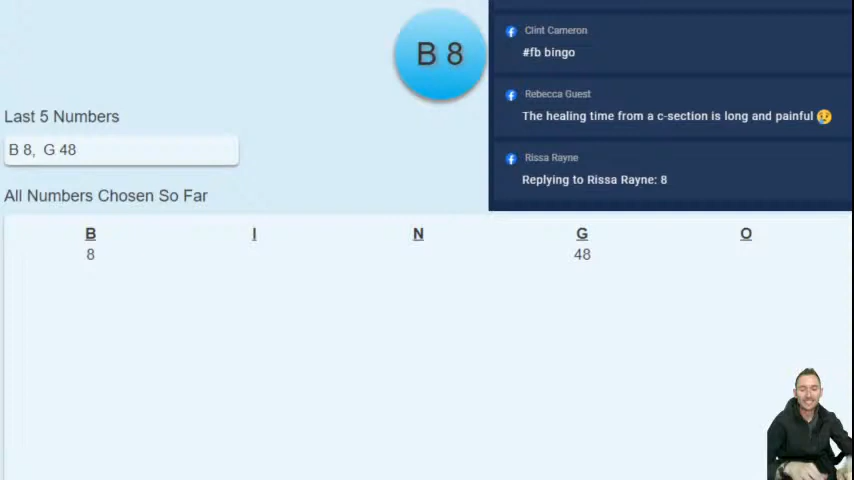 B 8
Clint Cameron
#fb bingo
Rebecca Guest
The healing time from a c-section is long and painful 😢
Rissa Rayne
Replying to Rissa Rayne: 8
Last 5 Numbers
B 8, G 48
All Numbers Chosen So Far
B I N G O
8 48